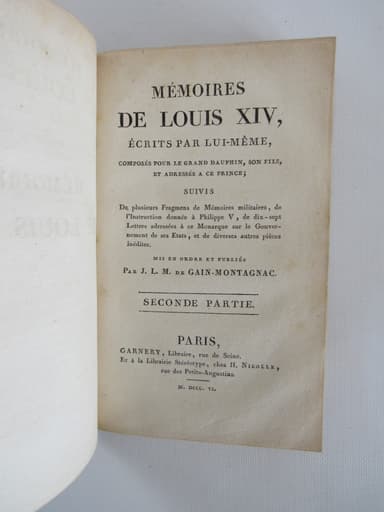 MÉMOIRES
DE LOUIS XIV,
ÉCRITS PAR LUI-MÊME,
COMPOSÉS POUR LE GRAND DAUPHIN, SON FILS,
ET ADRESSÉS A CE PRINCE;
SUIVIS
De plusieurs Fragmens de Mémoires militaires, de
l'Instruction donnée à Philippe V, de dix-sept
Lettres adressées à ce Monarque sur le Gouver-
nement de ses Etats, et de diverses autres pièces
inédites.
MIS EN ORDRE ET PUBLIÉS
PAR J. L. M. DE GAIN-MONTAGNAC.
SECONDE PARTIE.
PARIS,
GARNERY, Libraire, rue de Seine.
Et à la Librairie Stéréotype, chez H. NICOLLE,
rue des Petits-Augustins.
M. DCCC. VI.